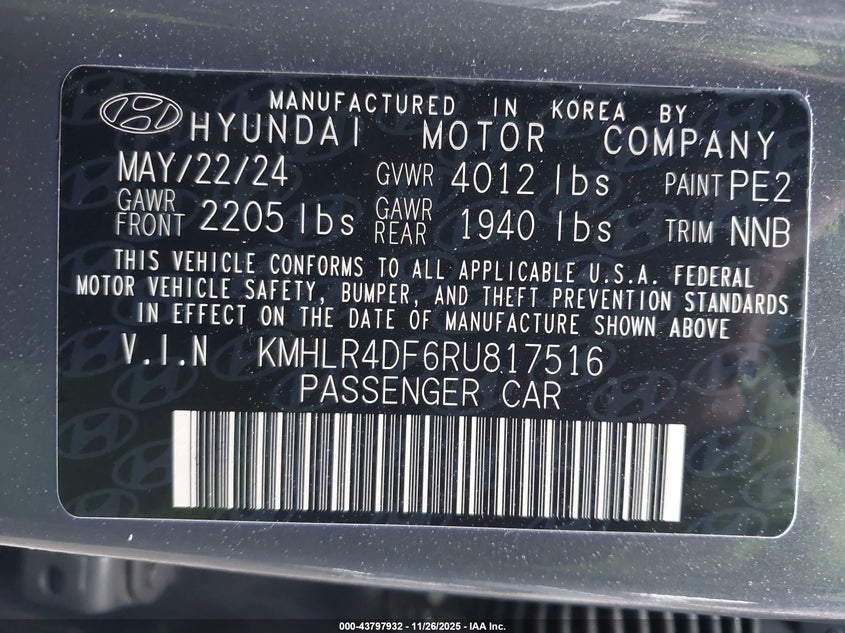 MANUFACTURED IN KOREA BY
HYUNDAI MOTOR COMPANY
MAY/22/24 GVWR 4012 lbs PAINT PE2
GAWR FRONT 2205 lbs GAWR REAR 1940 lbs TRIM NNB
THIS VEHICLE CONFORMS TO ALL APPLICABLE U.S.A. FEDERAL
MOTOR VEHICLE SAFETY, BUMPER, AND THEFT PREVENTION STANDARDS
IN EFFECT ON THE DATE OF MANUFACTURE SHOWN ABOVE
V.I.N KMHLR4DF6RU817516
PASSENGER CAR
000-43797932 - 11/26/2025 - IAA Inc.